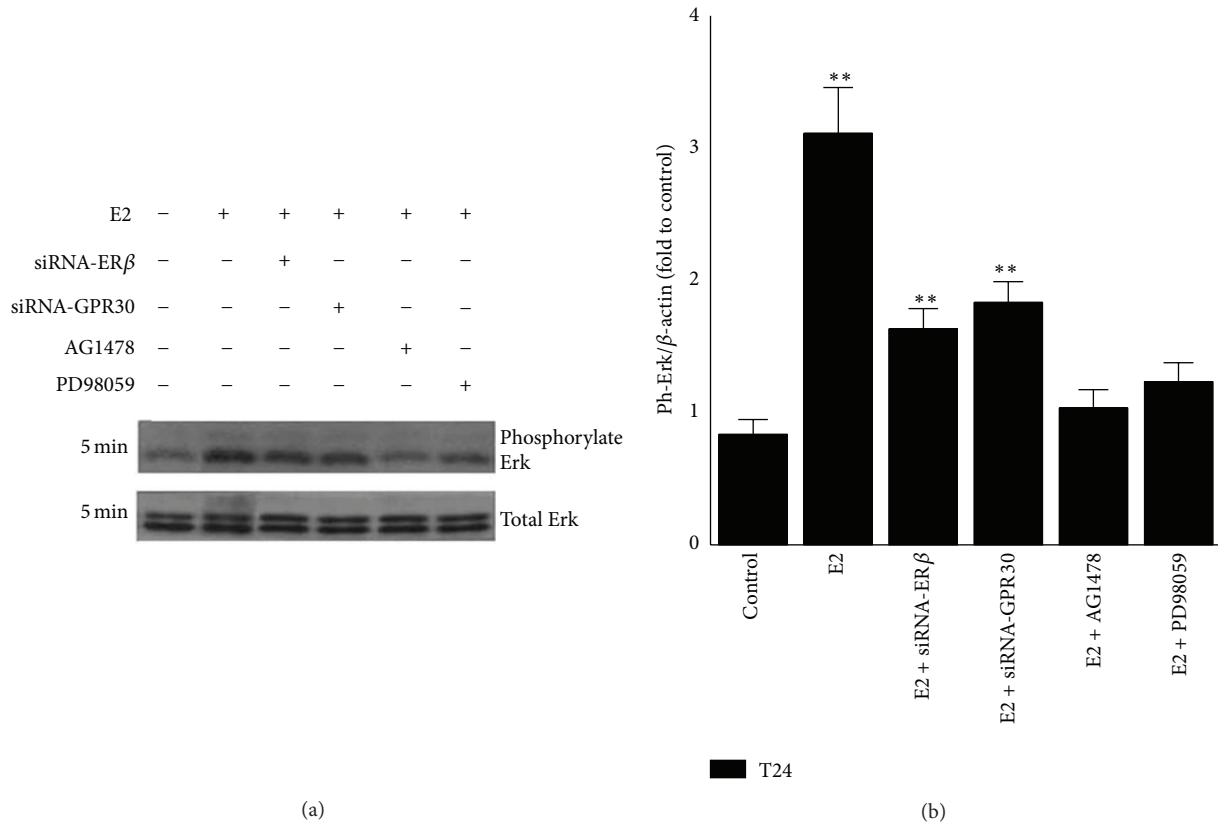 E2 − + + + + +
siRNA-ERβ − − + − − −
siRNA-GPR30 − − − + − −
AG1478 − − − − + −
PD98059 − − − − − +
5 min
Phosphorylate
Erk
5 min
Total Erk
(a)
Ph-Erk/β-actin (fold to control)
4
3
2
1
0
**
**
**
Control
E2
E2 + siRNA-ERβ
E2 + siRNA-GPR30
E2 + AG1478
E2 + PD98059
T24
(b)